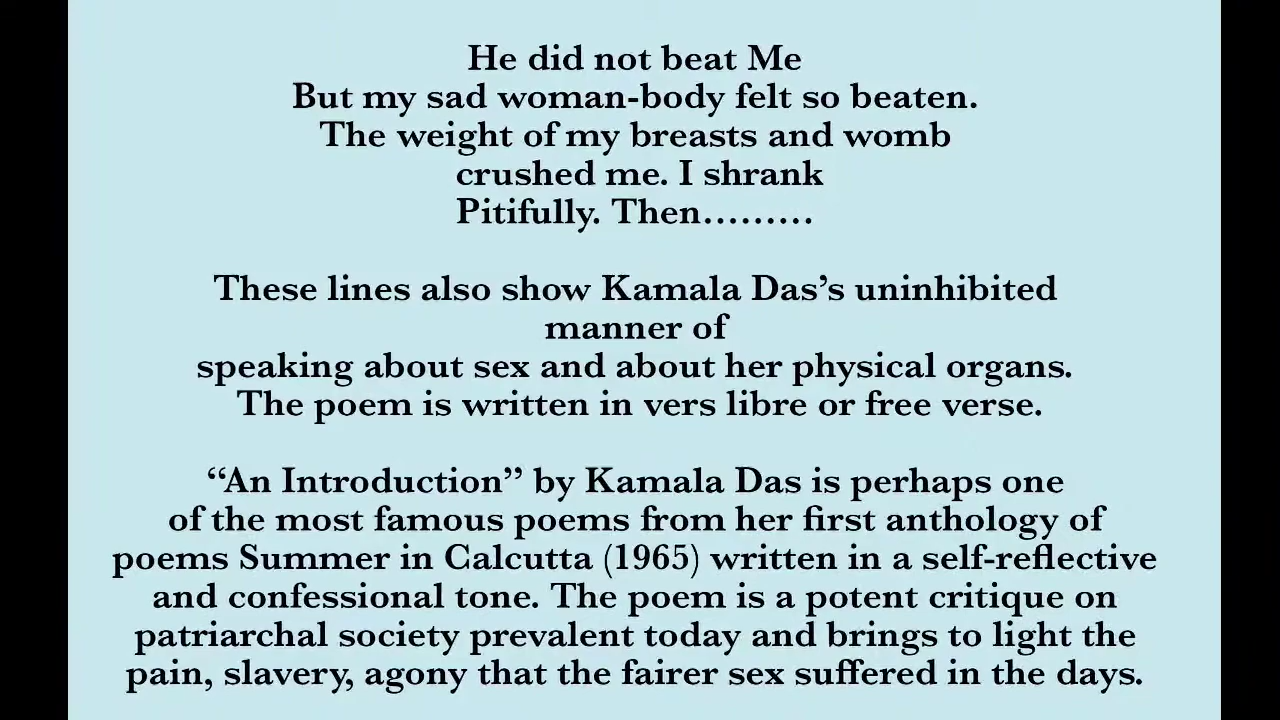 He did not beat Me
But my sad woman-body felt so beaten.
The weight of my breasts and womb
crushed me. I shrank
Pitifully. Then.........
These lines also show Kamala Das’s uninhibited
manner of
speaking about sex and about her physical organs.
The poem is written in vers libre or free verse.
“An Introduction” by Kamala Das is perhaps one
of the most famous poems from her first anthology of
poems Summer in Calcutta (1965) written in a self-reflective
and confessional tone. The poem is a potent critique on
patriarchal society prevalent today and brings to light the
pain, slavery, agony that the fairer sex suffered in the days.